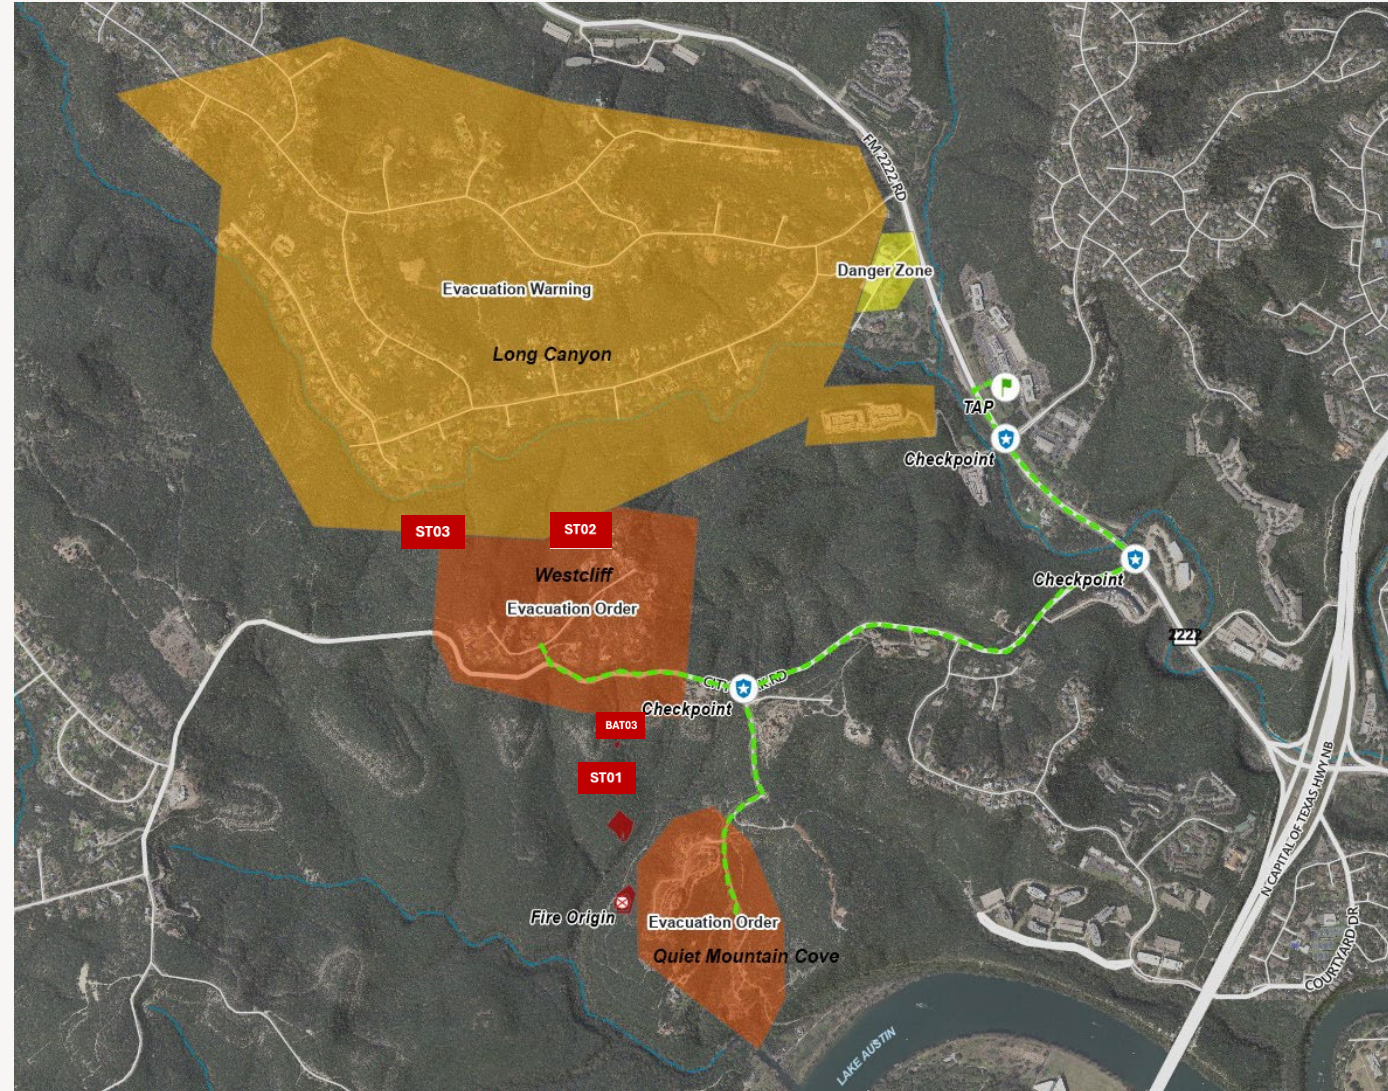 FM 2222 RD
Danger Zone
Evacuation Warning
Long Canyon
TAP
Checkpoint
ST03
ST02
Westcliff
Evacuation Order
Checkpoint
2222
Checkpoint
BAT03
ST01
Fire Origin
Evacuation Order
Quiet Mountain Cove
N CAPITAL OF TEXAS HWY NB
COURTYARD DR
LAKE AUSTIN